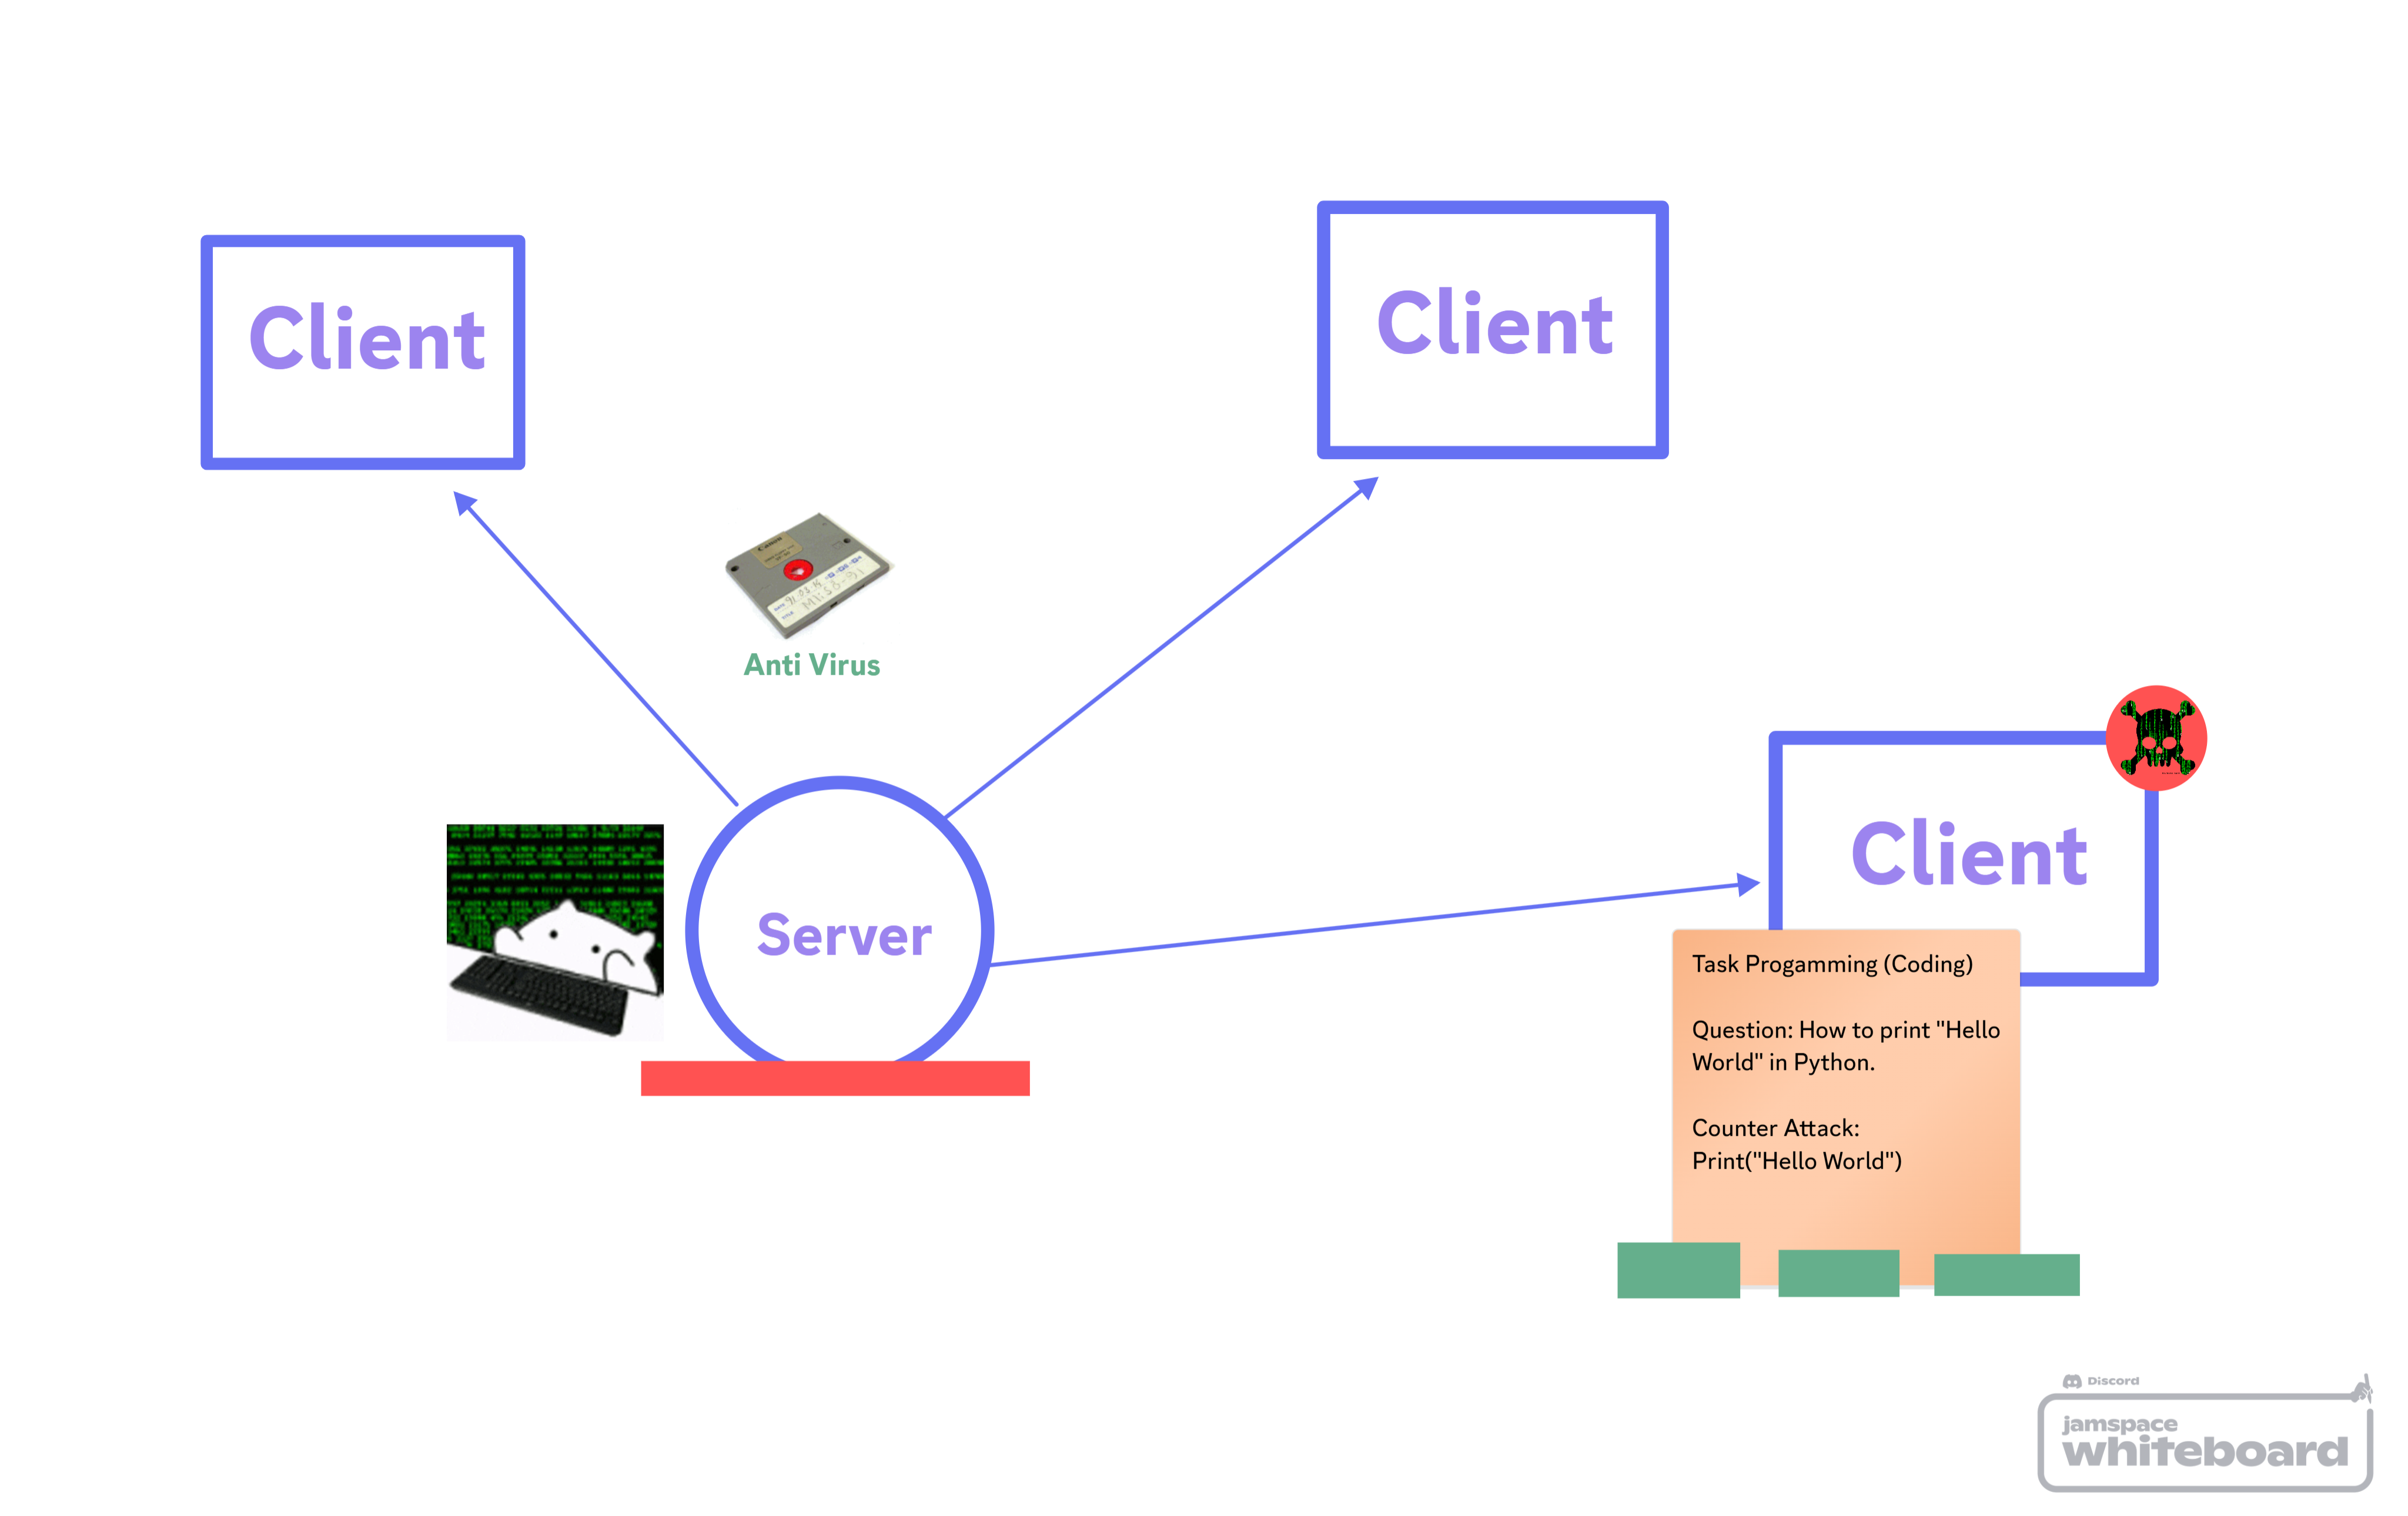 Client
Client
Canon
Anti Virus
Client
Server
Task Progamming (Coding)
Question: How to print "Hello
World" in Python.
Counter Attack:
Print("Hello World")
Discord
jamspace
whiteboard